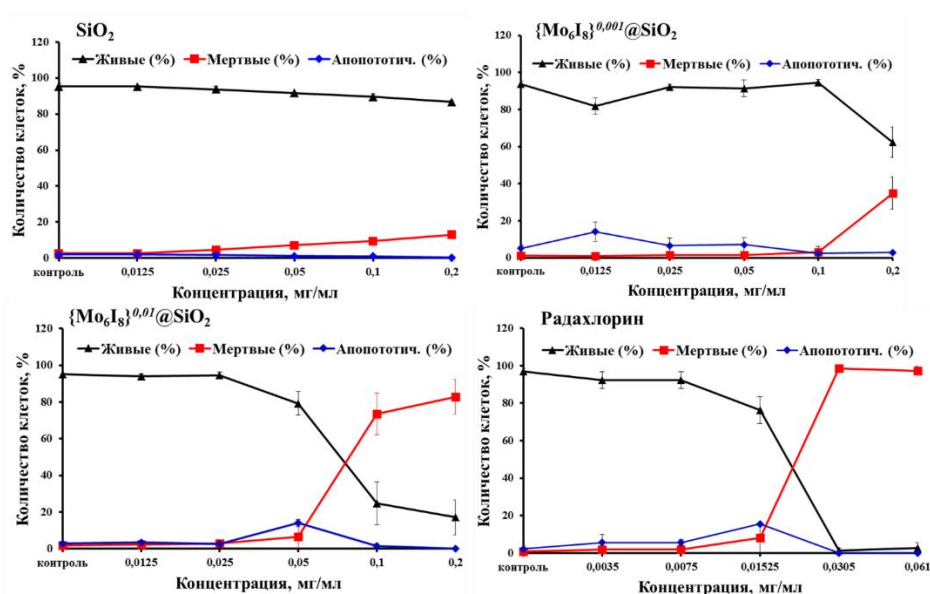 SiO2
120
100
80
60
40
20
0
Количество клеток, %
Живые (%) Мертвые (%) Апопототич. (%)
контроль 0,0125 0,025 0,05 0,1 0,2
Концентрация, мг/мл
{Mo6I8}0,001@SiO2
120
100
80
60
40
20
0
Количество клеток, %
Живые (%) Мертвые (%) Апопототич. (%)
контроль 0,0125 0,025 0,05 0,1 0,2
Концентрация, мг/мл
{Mo6I8}0,01@SiO2
120
100
80
60
40
20
0
Количество клеток, %
Живые (%) Мертвые (%) Апопототич. (%)
контроль 0,0125 0,025 0,05 0,1 0,2
Концентрация, мг/мл
Радахлорин
120
100
80
60
40
20
0
Количество клеток, %
Живые (%) Мертвые (%) Апопототич. (%)
контроль 0,0035 0,0075 0,01525 0,0305 0,061
Концентрация, мг/мл